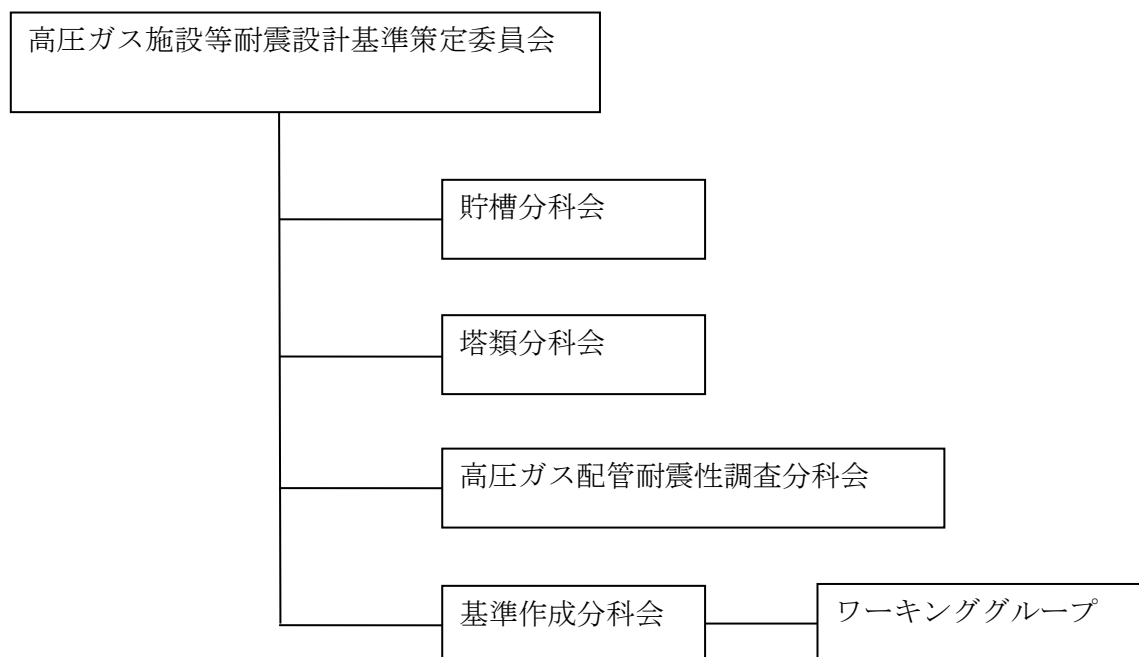 高圧ガス施設等耐震設計基準策定委員会
貯槽分科会
塔類分科会
高圧ガス配管耐震性調査分科会
基準作成分科会
ワーキンググループ